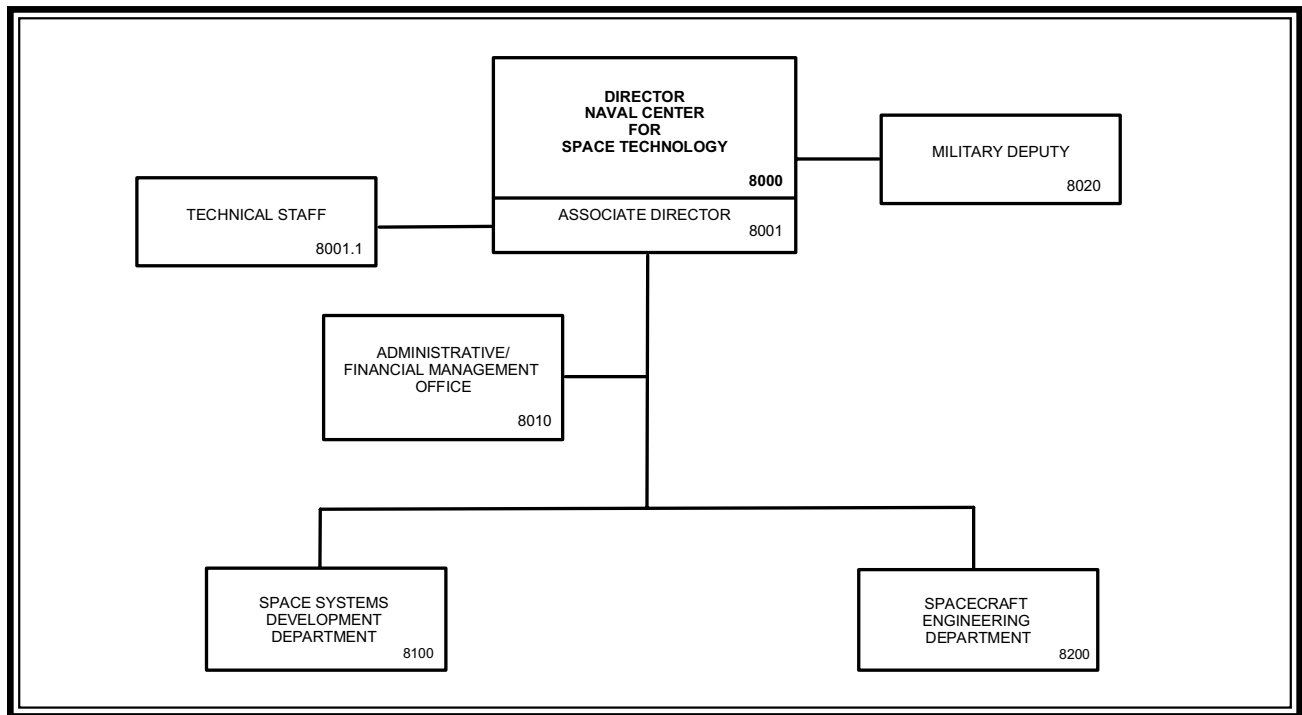 DIRECTOR
NAVAL CENTER
FOR
SPACE TECHNOLOGY
8000
ASSOCIATE DIRECTOR
8001
MILITARY DEPUTY
8020
TECHNICAL STAFF
8001.1
ADMINISTRATIVE/
FINANCIAL MANAGEMENT
OFFICE
8010
SPACE SYSTEMS
DEVELOPMENT
DEPARTMENT
8100
SPACECRAFT
ENGINEERING
DEPARTMENT
8200